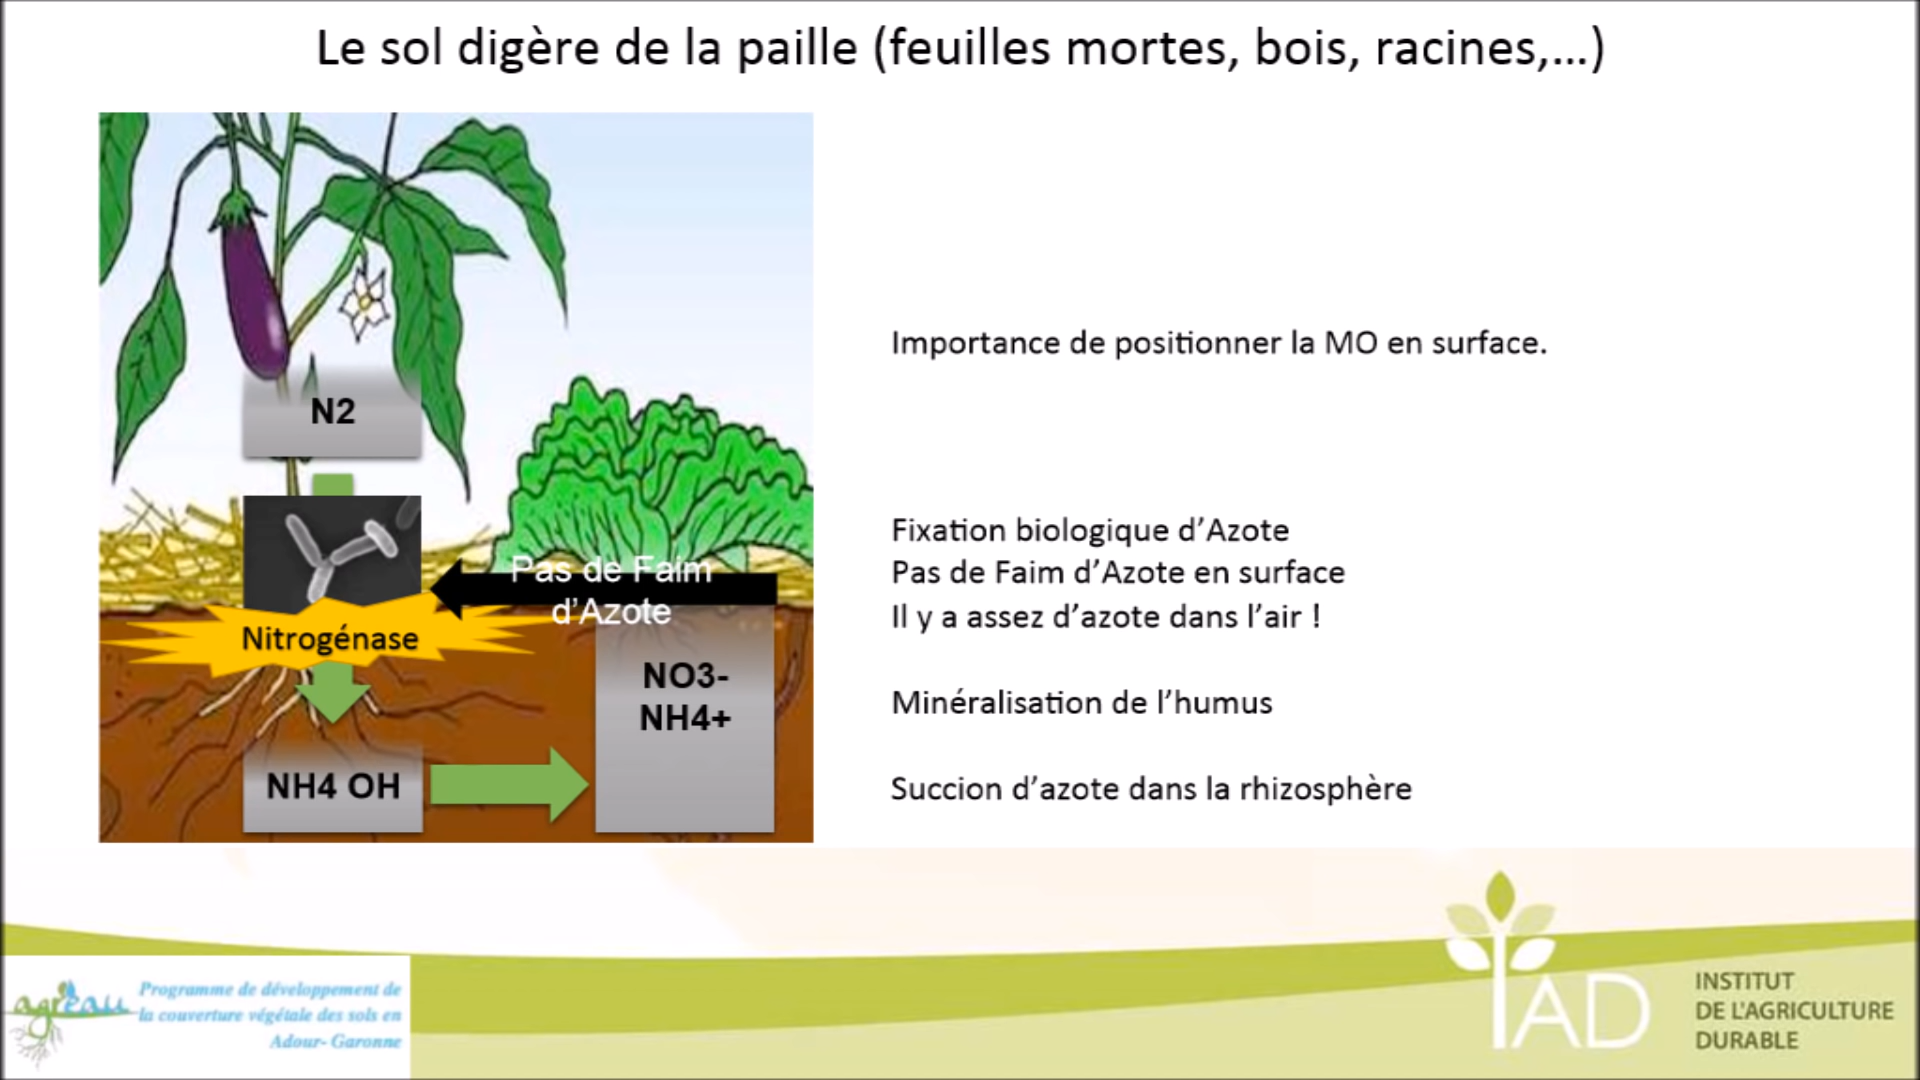 Le sol digère de la paille (feuilles mortes, bois, racines,...)
N2
Pas de Faim
d'Azote
Nitrogénase
NO3-
NH4+
NH4 OH
Importance de positionner la MO en surface.
Fixation biologique d'Azote
Pas de Faim d'Azote en surface
Il y a assez d'azote dans l'air !
Minéralisation de l'humus
Succion d'azote dans la rhizosphère
agreau
Programme de développement de
la couverture végétale des sols en
Adour- Garonne
IAD
INSTITUT
DE L'AGRICULTURE
DURABLE